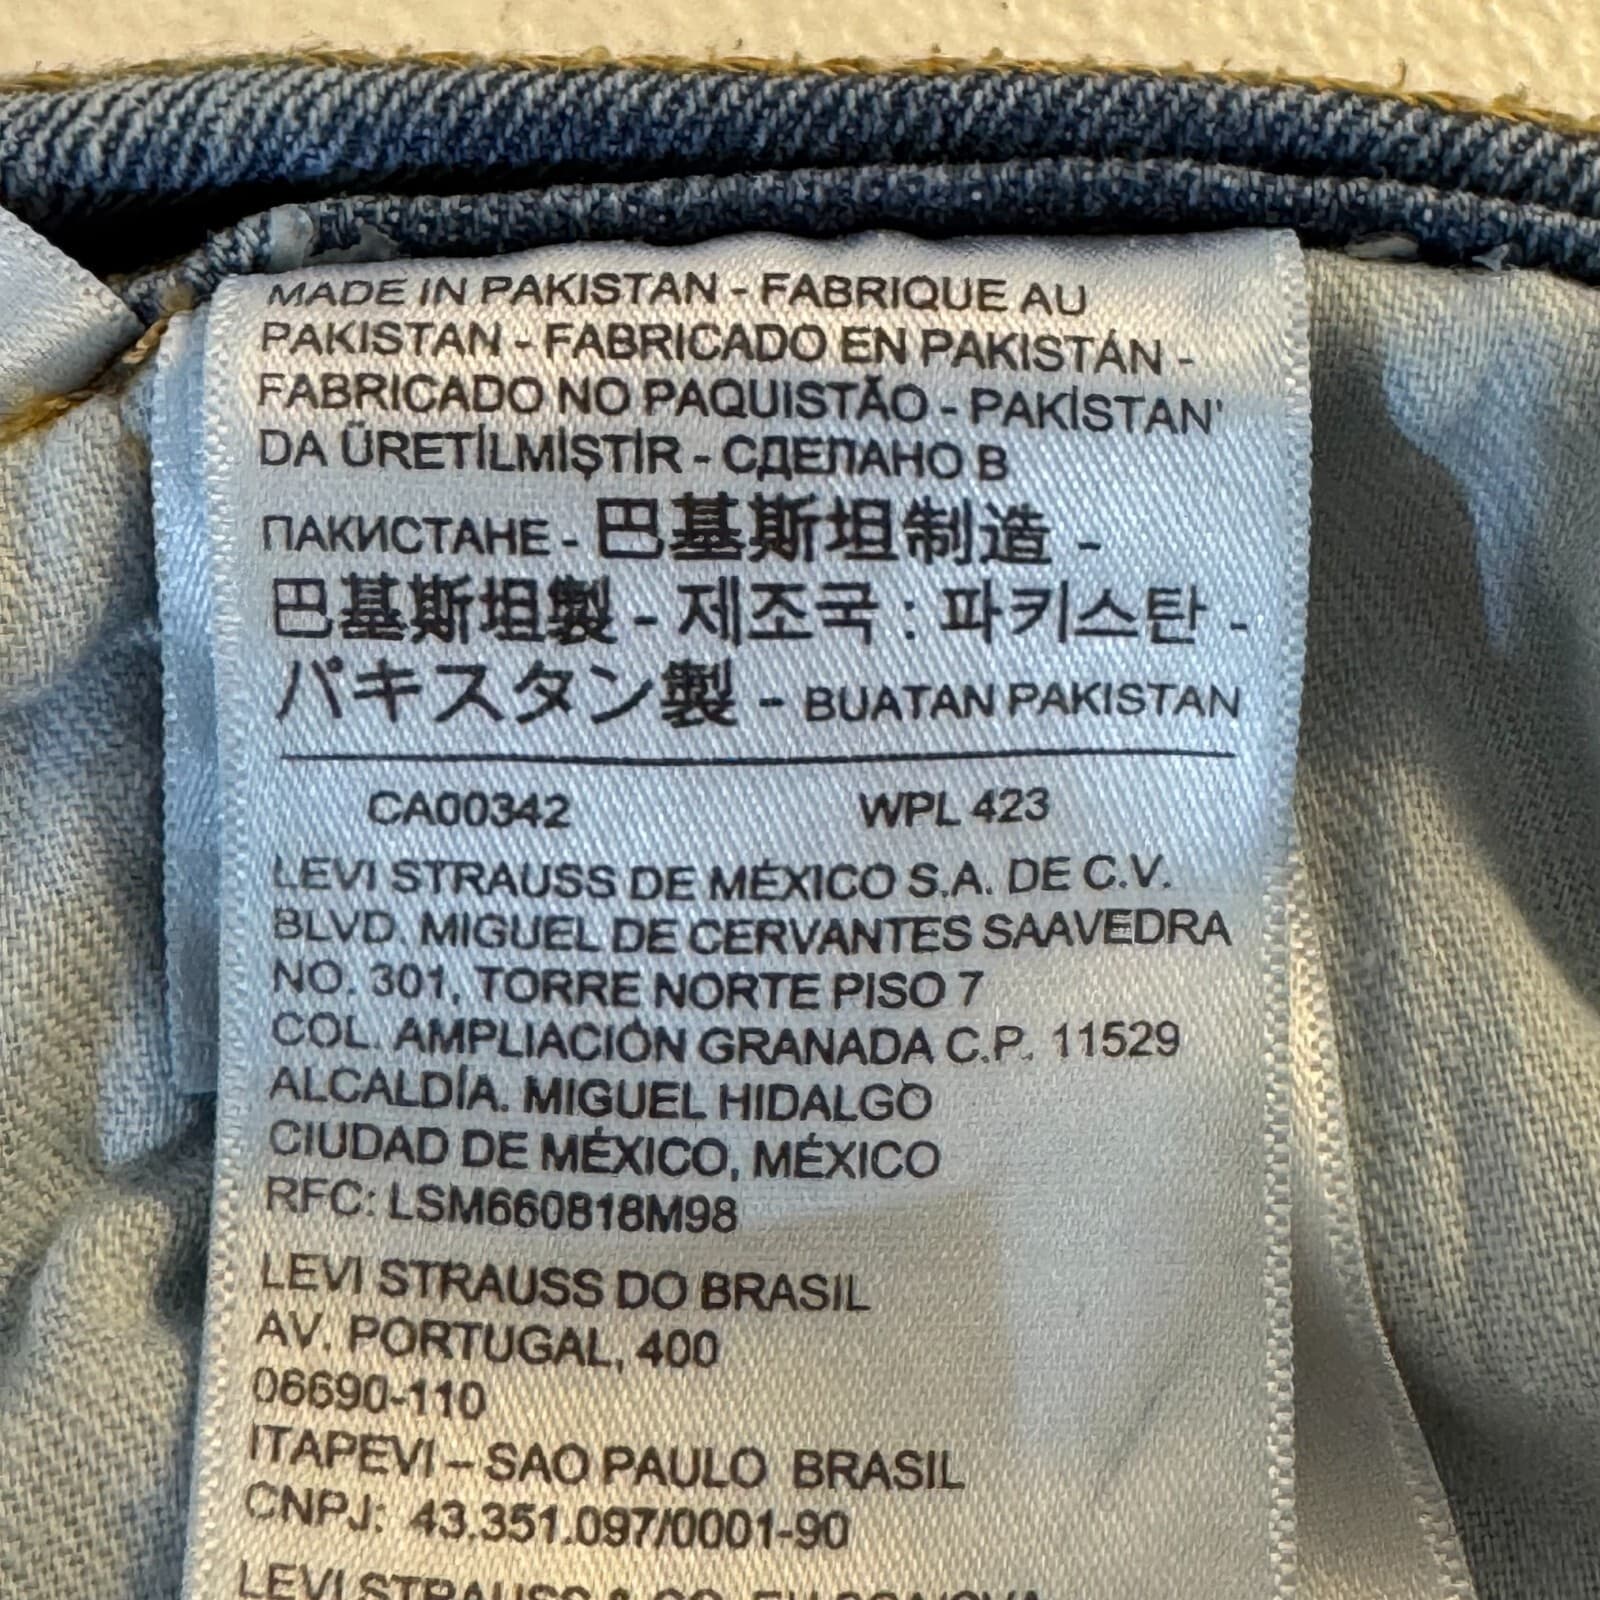 MADE IN PAKISTAN - FABRIQUE AU
PAKISTAN - FABRICADO EN PAKISTÁN -
FABRICADO NO PAQUISTÃO - PAKİSTAN'
DA ÜRETİLMİŞTİR - СДЕЛАНО В
ПАКИСТАНЕ - 巴基斯坦制造 -
巴基斯坦製 - 제조국 : 파키스탄 -
パキスタン製 - BUATAN PAKISTAN
CA00342 WPL 423
LEVI STRAUSS DE MÉXICO S.A. DE C.V.
BLVD. MIGUEL DE CERVANTES SAAVEDRA
NO. 301, TORRE NORTE PISO 7
COL. AMPLIACIÓN GRANADA C.P. 11529
ALCALDÍA. MIGUEL HIDALGO
CIUDAD DE MÉXICO, MÉXICO
RFC: LSM660818M98
LEVI STRAUSS DO BRASIL
AV. PORTUGAL, 400
06690-110
ITAPEVI – SAO PAULO BRASIL
CNPJ: 43.351.097/0001-90
LEVI STRAUSS & CO.